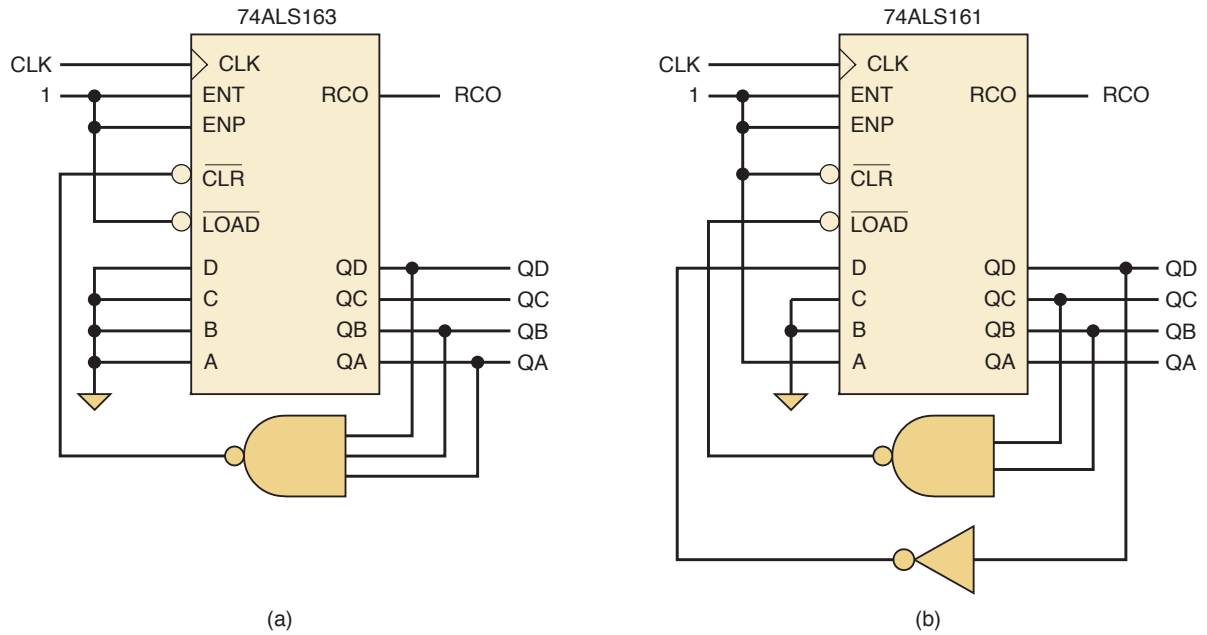 74ALS163
CLK
CLK
1
ENT
RCO
RCO
ENP
CLR
LOAD
D
QD
QD
C
QC
QC
B
QB
QB
A
QA
QA
(a)
74ALS161
CLK
CLK
1
ENT
RCO
RCO
ENP
CLR
LOAD
D
QD
QD
C
QC
QC
B
QB
QB
A
QA
QA
(b)